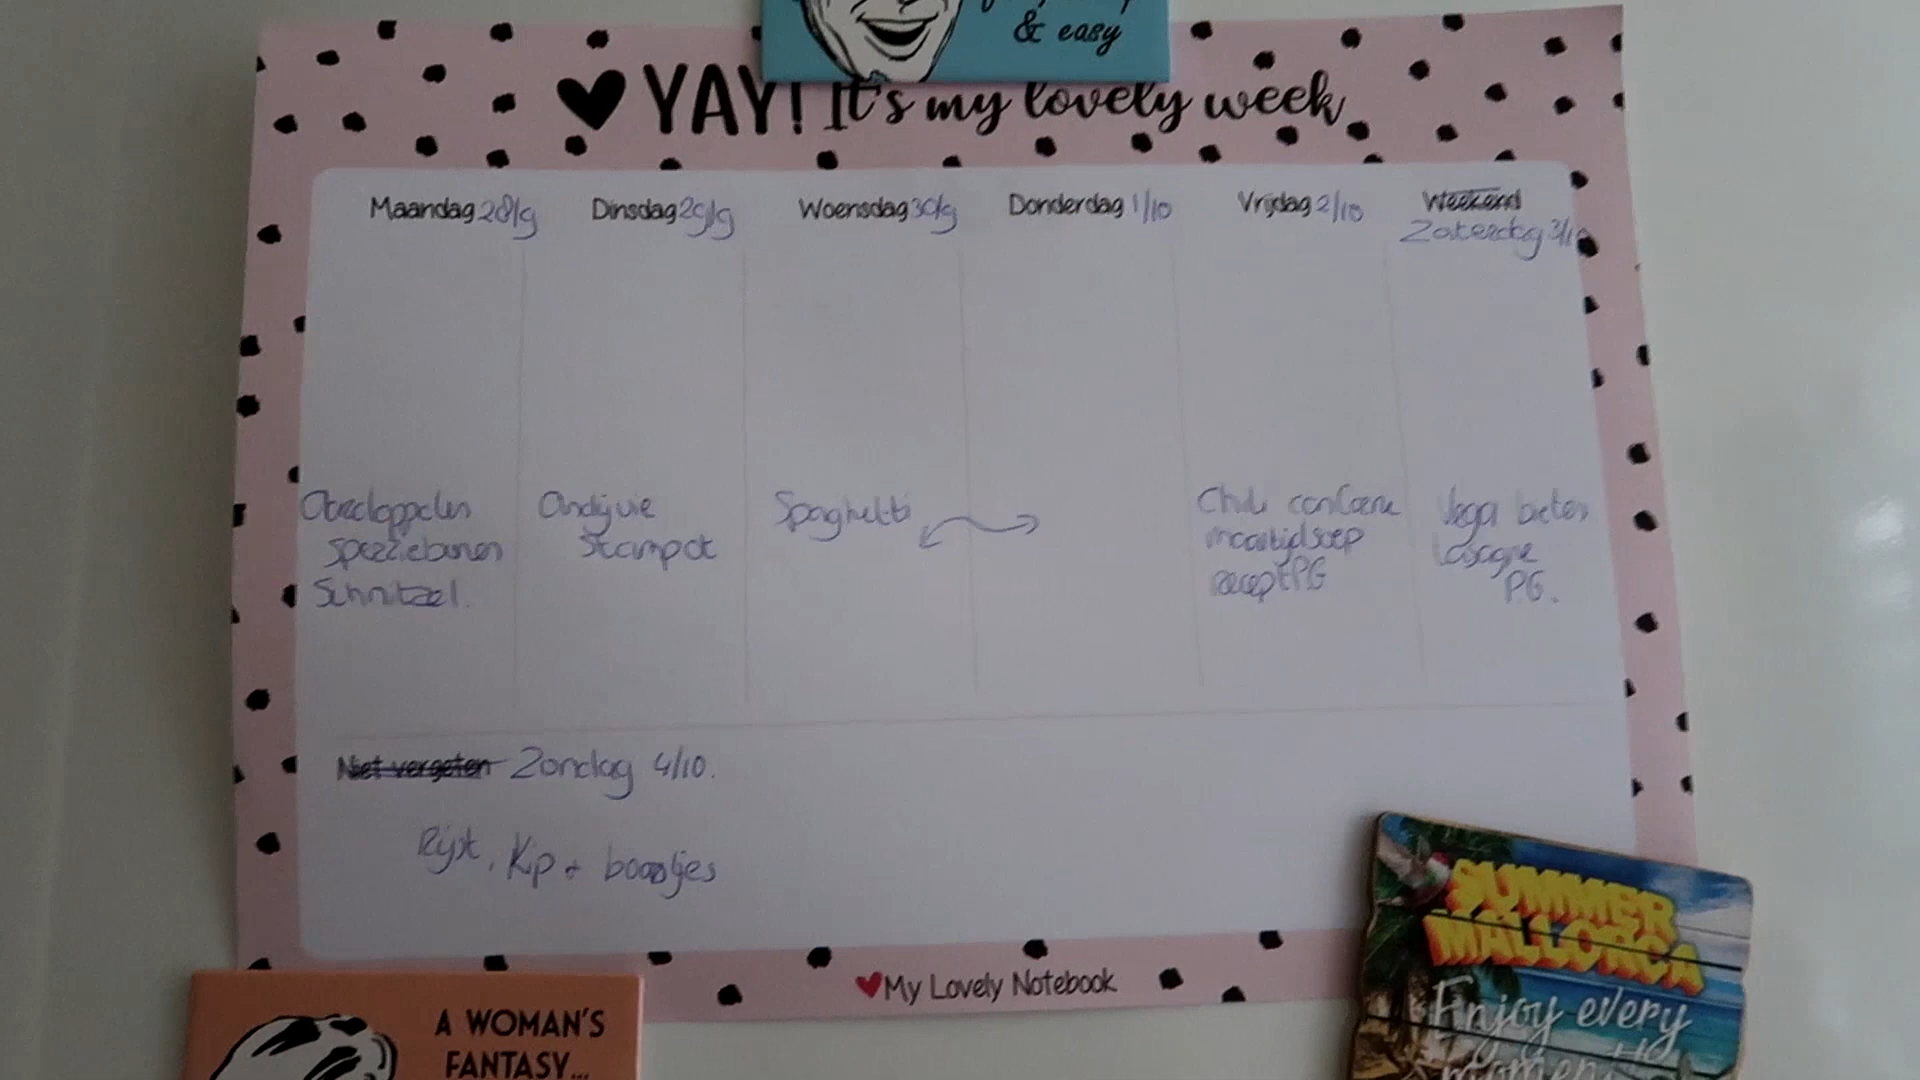 & easy
YAY! It's my lovely week
Maandag 28/9 Dinsdag 29/9 Woensdag 30/9 Donderdag 1/10 Vrijdag 2/10 Weekend
Zaterdag 3/10
Aardappelen
Sperziebonen
Schnitzel.
Andijvie
Stampot
Spaghetti
Chili con carne
maaltijdsoep
recept PG
Vega bieten
lasagne
P.G.
Niet vergeten Zondag 4/10.
Rijst, Kip + boontjes
My Lovely Notebook
A WOMAN'S
FANTASY...
SUMMER
MALLORCA
Enjoy every
moment